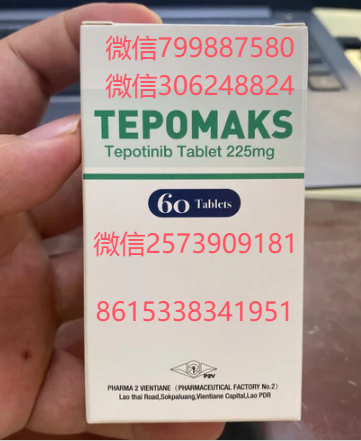 微信799887580
微信306248824
TEPOMAKS
Tepotinib Tablet 225mg
60 Tablets
微信2573909181
8615338341951
P2V
PHARMA 2 VIENTIANE (PHARMACEUTICAL FACTORY No.2)
Lao thai Road,Sokpaluang,Vientiane Capital,Lao PDR